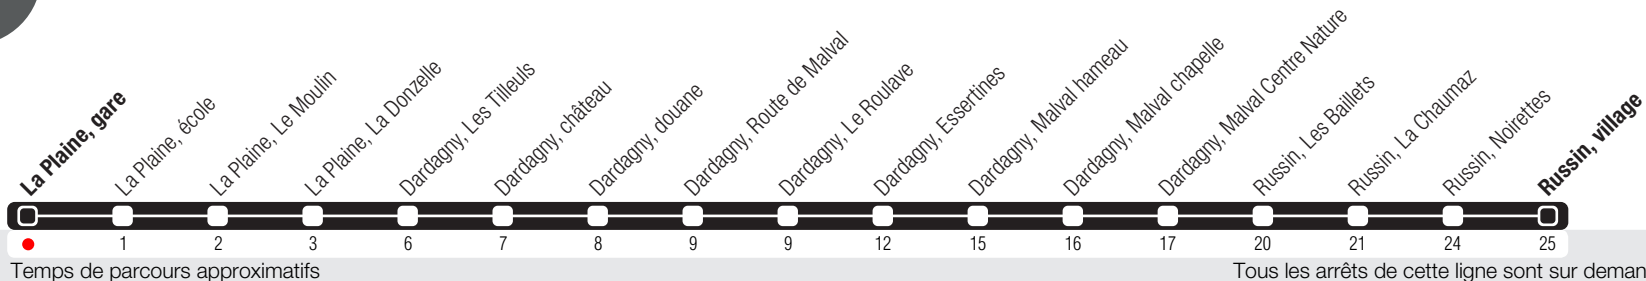 La Plaine, gare
La Plaine, école
La Plaine, Le Moulin
La Plaine, La Donzelle
Dardagny, Les Tilleuls
Dardagny, château
Dardagny, douane
Dardagny, Route de Malval
Dardagny, Le Roulave
Dardagny, Essertines
Dardagny, Malval hameau
Dardagny, Malval chapelle
Dardagny, Malval Centre Nature
Russin, Les Baillets
Russin, La Chaumaz
Russin, Noirettes
Russin, village
1 2 3 6 7 8 9 9 12 15 16 17 20 21 24 25
Temps de parcours approximatifs
Tous les arrêts de cette ligne sont sur deman